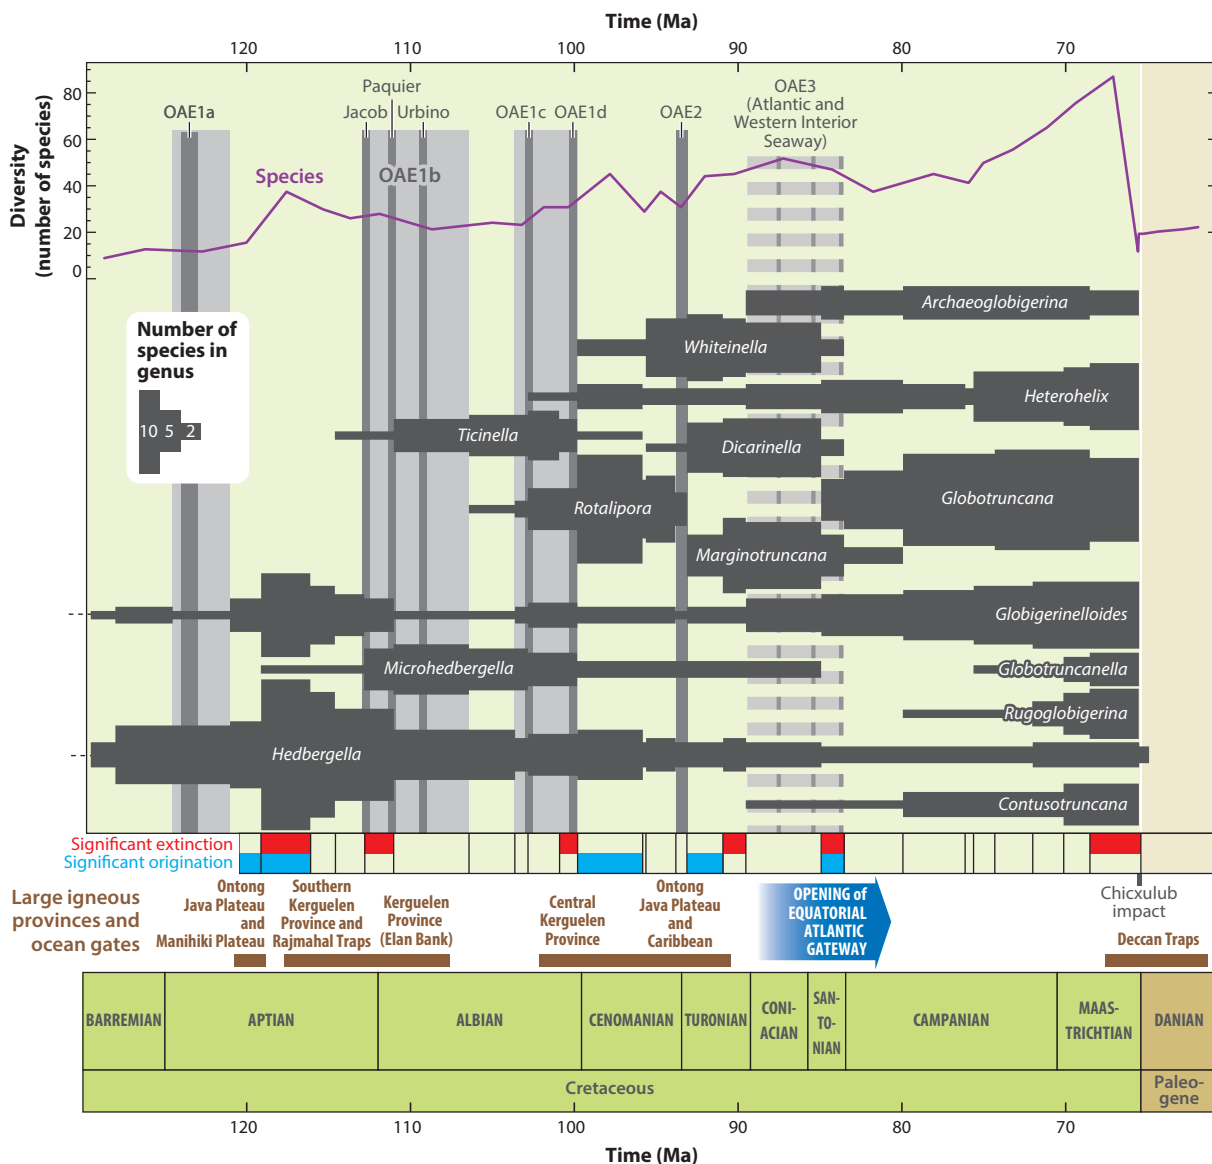 Time (Ma)
120 110 100 90 80 70
Diversity
(number of species)
80
60
40
20
0
OAE1a
Paquier
Jacob Urbino
OAE1b
OAE1c OAE1d
OAE2
OAE3
(Atlantic and
Western Interior
Seaway)
Species
Number of
species in
genus
10 5 2
Archaeoglobigerina
Whiteinella
Heterohelix
Ticinella
Dicarinella
Globotruncana
Rotalipora
Marginotruncana
Globigerinelloides
Microhedbergella
Globotruncanella
Rugoglobigerina
Hedbergella
Contusotruncana
Significant extinction
Significant origination
Large igneous
provinces and
ocean gates
Ontong
Java Plateau
and
Manihiki Plateau
Southern
Kerguelen
Province and
Rajmahal Traps
Kerguelen
Province
(Elan Bank)
Central
Kerguelen
Province
Ontong
Java Plateau
and
Caribbean
OPENING of
EQUATORIAL
ATLANTIC
GATEWAY
Chicxulub
impact
Deccan Traps
BARREMIAN
APTIAN
ALBIAN
CENOMANIAN
TURONIAN
CONI-
ACIAN
SAN-
TO-
NIAN
CAMPANIAN
MAAS-
TRICHTIAN
DANIAN
Cretaceous
Paleo-
gene
120 110 100 90 80 70
Time (Ma)